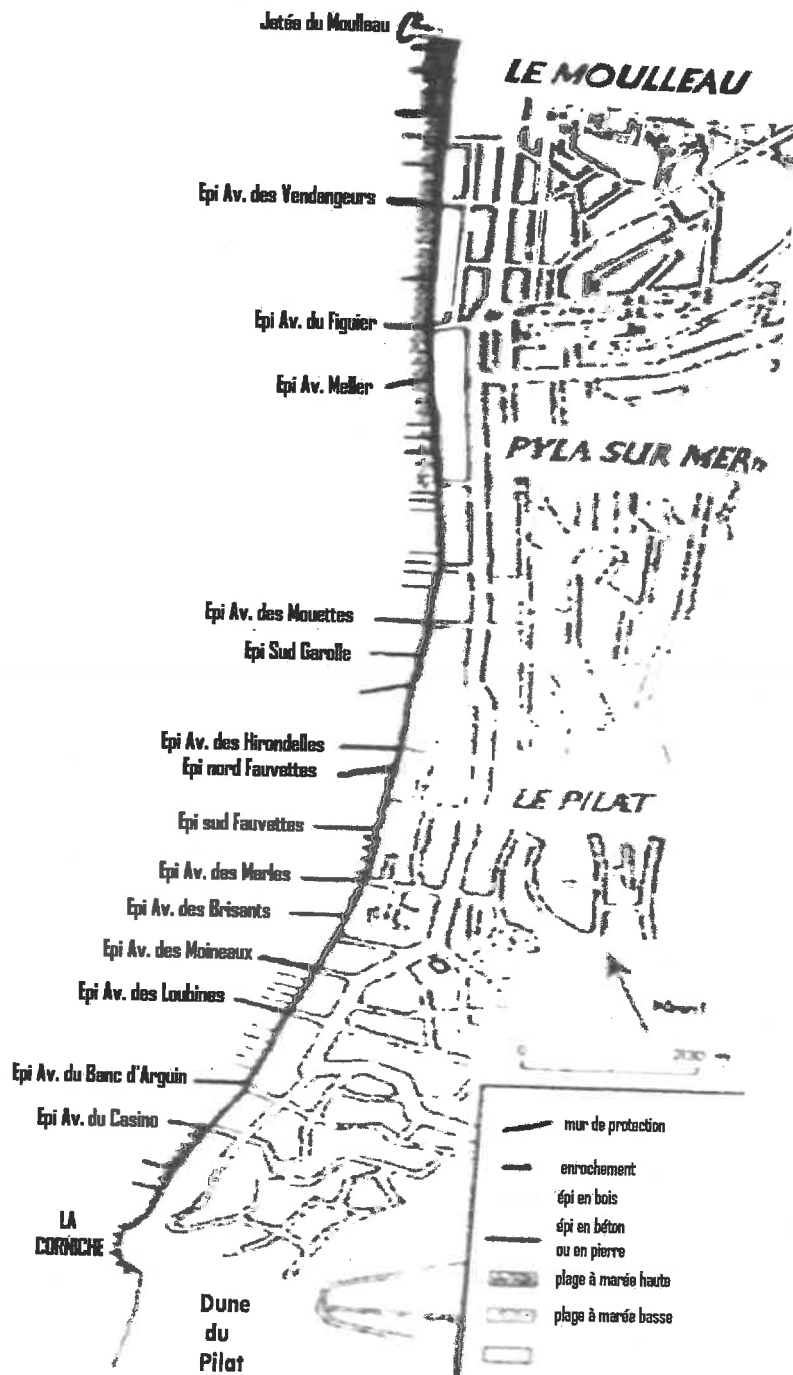 Jetée du Moulleau
LE MOULLEAU
Epi Av. des Vendangeurs
Epi Av. du Figuier
Epi Av. Meller
PYLA SUR MER
Epi Av. des Mouettes
Epi Sud Garolle
Epi Av. des Hirondelles
Epi nord Fauvettes
LE PILAT
Epi sud Fauvettes
Epi Av. des Merles
Epi Av. des Brisants
Epi Av. des Moineaux
Epi Av. des Loubines
0
Epi Av. du Banc d'Arguin
Epi Av. du Casino
mur de protection
enrochement
épi en bois
épi en béton
ou en pierre
plage à marée haute
plage à marée basse
LA
CORNICHE
Dune
du
Pilat